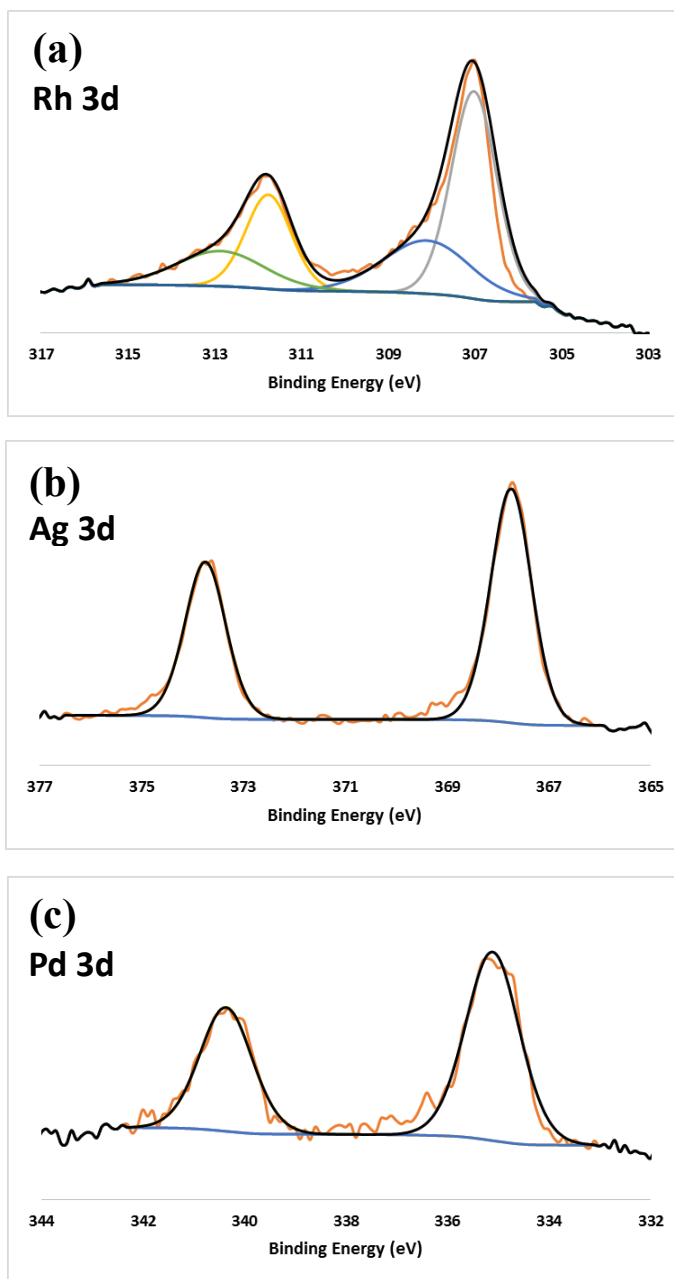 (a)
Rh 3d
317 315 313 311 309 307 305 303
Binding Energy (eV)
(b)
Ag 3d
377 375 373 371 369 367 365
Binding Energy (eV)
(c)
Pd 3d
344 342 340 338 336 334 332
Binding Energy (eV)